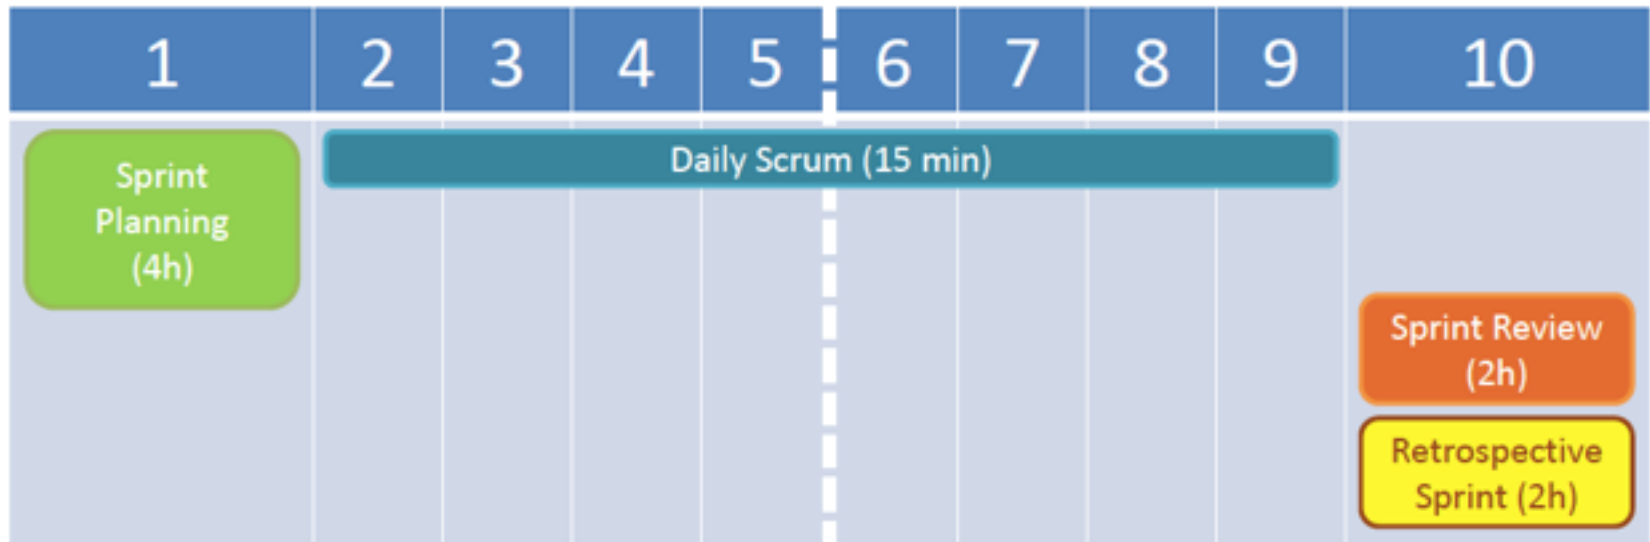 1 2 3 4 5 6 7 8 9 10
Daily Scrum (15 min)
Sprint
Planning
(4h)
Sprint Review
(2h)
Retrospective
Sprint (2h)